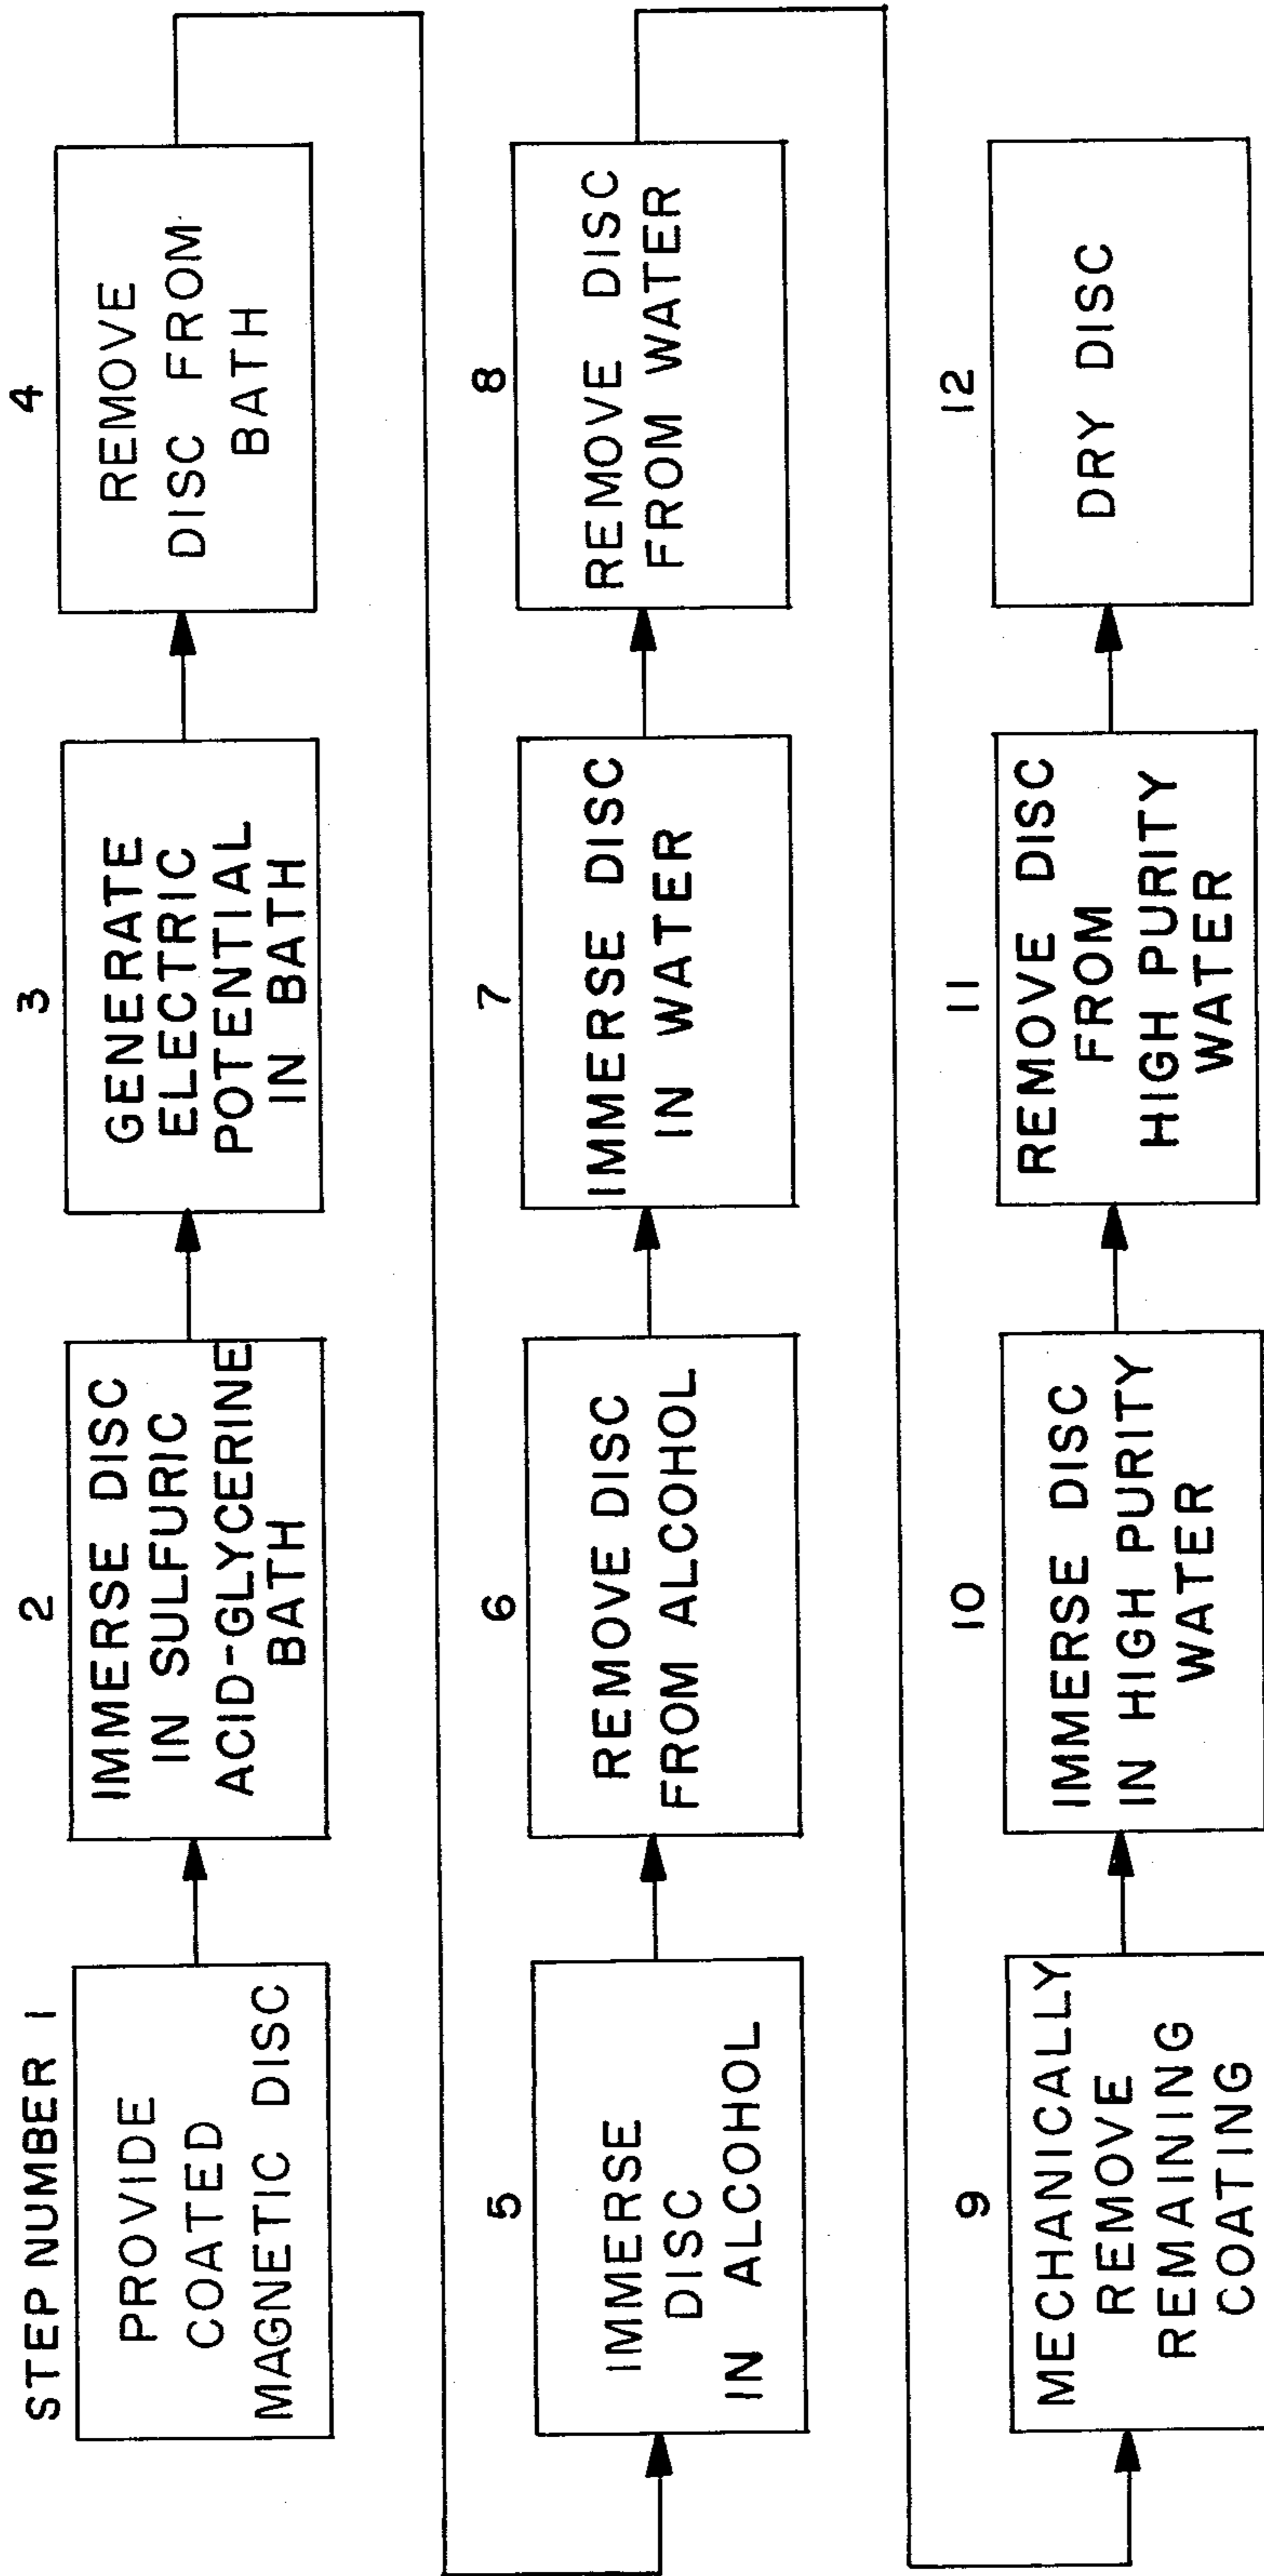 STEP NUMBER 1
PROVIDE
COATED
MAGNETIC DISC
2
IMMERSE DISC
IN SULFURIC
ACID-GLYCERINE
BATH
3
GENERATE
ELECTRIC
POTENTIAL
IN BATH
4
REMOVE
DISC FROM
BATH
5
IMMERSE
DISC
IN ALCOHOL
6
REMOVE DISC
FROM ALCOHOL
7
IMMERSE DISC
IN WATER
8
REMOVE DISC
FROM WATER
9
MECHANICALLY
REMOVE
REMAINING
COATING
10
IMMERSE DISC
IN HIGH PURITY
WATER
11
REMOVE DISC
FROM
HIGH PURITY
WATER
12
DRY DISC